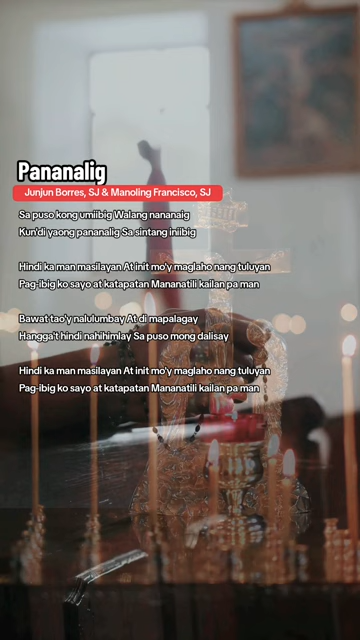 Pananalig
Junjun Borres, SJ & Manoling Francisco, SJ
Sa puso kong umiibig Walang nananaig
Kun'di yaong pananalig Sa sintang iniibig
Hindi ka man masilayan At init mo'y maglaho nang tuluyan
Pag-ibig ko sayo at katapatan Mananatili kailan pa man
Bawat tao'y nalulumbay At di mapalagay
Hangga't hindi nahihimlay Sa puso mong dalisay
Hindi ka man masilayan At init mo'y maglaho nang tuluyan
Pag-ibig ko sayo at katapatan Mananatili kailan pa man